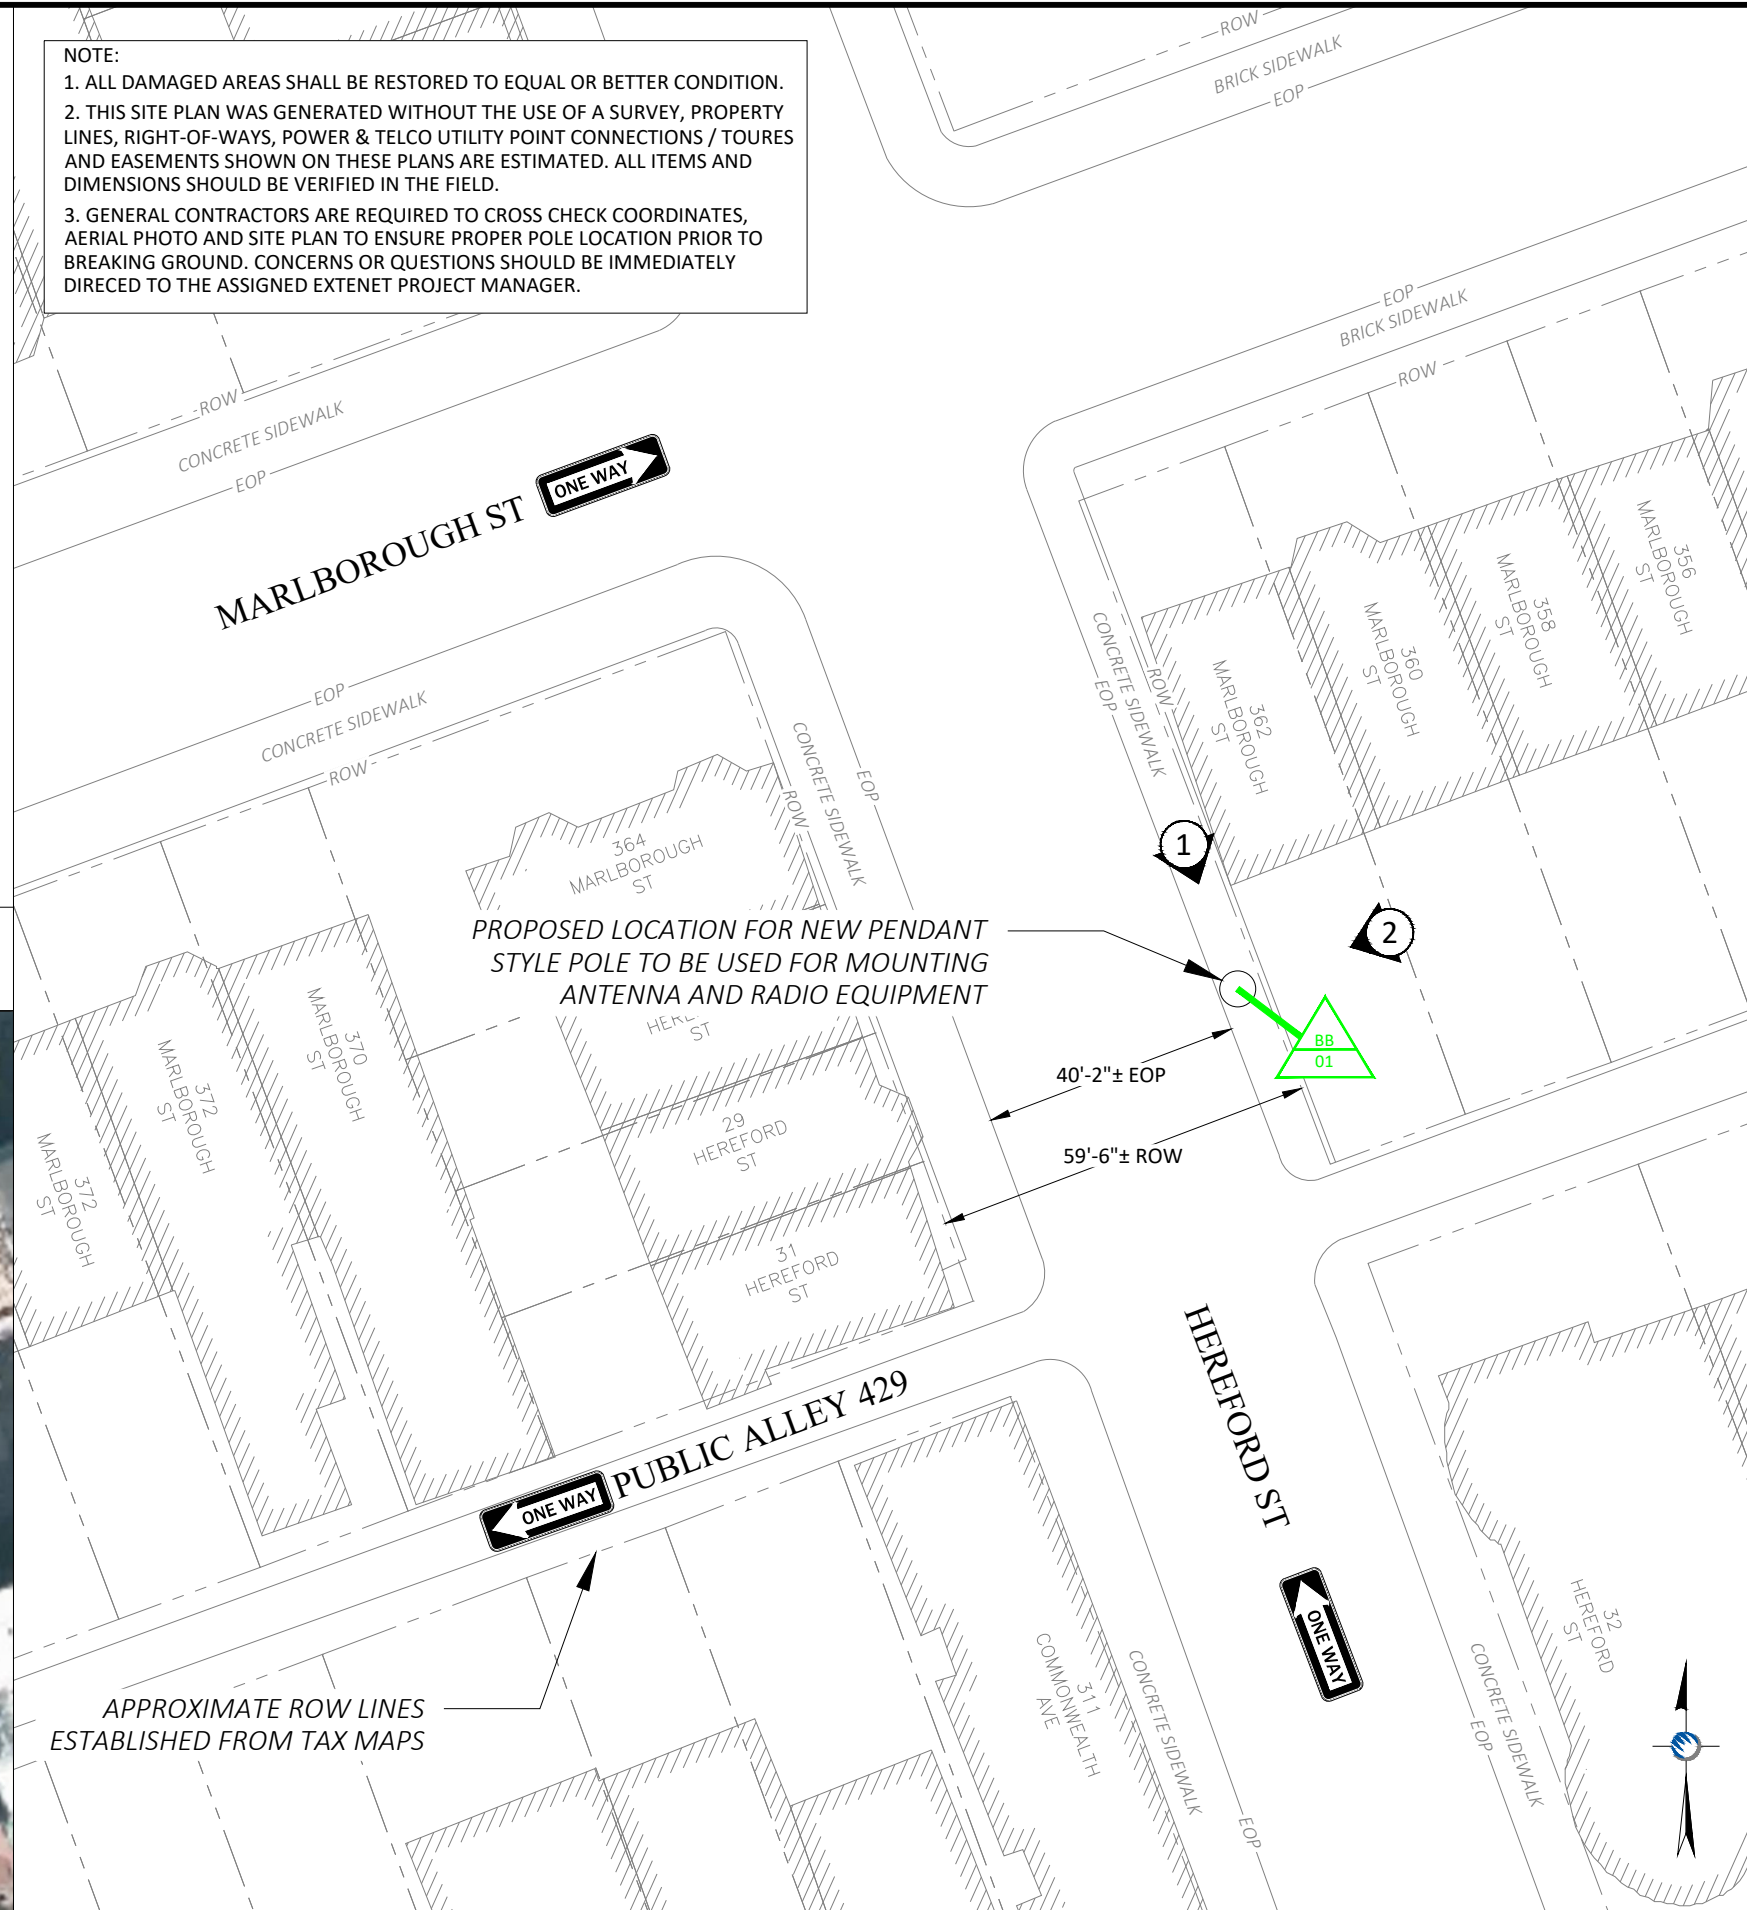 NOTE:
1. ALL DAMAGED AREAS SHALL BE RESTORED TO EQUAL OR BETTER CONDITION.
2. THIS SITE PLAN WAS GENERATED WITHOUT THE USE OF A SURVEY, PROPERTY
LINES, RIGHT-OF-WAYS, POWER & TELCO UTILITY POINT CONNECTIONS / TOURES
AND EASEMENTS SHOWN ON THESE PLANS ARE ESTIMATED. ALL ITEMS AND
DIMENSIONS SHOULD BE VERIFIED IN THE FIELD.
3. GENERAL CONTRACTORS ARE REQUIRED TO CROSS CHECK COORDINATES,
AERIAL PHOTO AND SITE PLAN TO ENSURE PROPER POLE LOCATION PRIOR TO
BREAKING GROUND. CONCERNS OR QUESTIONS SHOULD BE IMMEDIATELY
DIRECED TO THE ASSIGNED EXTENET PROJECT MANAGER.
ROW
BRICK SIDEWALK
EOP
EOP
BRICK SIDEWALK
ROW
ROW
CONCRETE SIDEWALK
EOP
MARLBOROUGH ST
ONE WAY
EOP
CONCRETE SIDEWALK
ROW
356
MARLBOROUGH
ST
358
MARLBOROUGH
ST
360
MARLBOROUGH
ST
362
MARLBOROUGH
ST
ROW
CONCRETE SIDEWALK
EOP
EOP
CONCRETE SIDEWALK
ROW
364
MARLBOROUGH
ST
1
2
PROPOSED LOCATION FOR NEW PENDANT
STYLE POLE TO BE USED FOR MOUNTING
ANTENNA AND RADIO EQUIPMENT
ST
BB
01
40'-2"± EOP
59'-6"± ROW
370
MARLBOROUGH
ST
372
MARLBOROUGH
ST
372
MARLBOROUGH
ST
29
HEREFORD
ST
31
HEREFORD
ST
HEREFORD ST
ONE WAY
PUBLIC ALLEY 429
ONE WAY
APPROXIMATE ROW LINES
ESTABLISHED FROM TAX MAPS
311
COMMONWEALTH
AVE
CONCRETE SIDEWALK
EOP
32
HEREFORD
ST
CONCRETE SIDEWALK
EOP